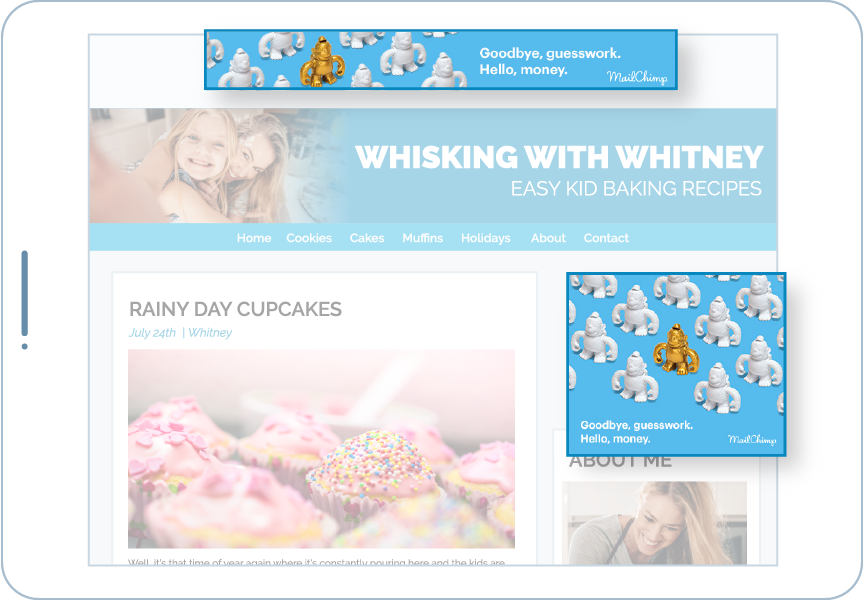 Goodbye, guesswork.
Hello, money.
MailChimp
WHISKING WITH WHITNEY
EASY KID BAKING RECIPES
Home Cookies Cakes Muffins Holidays About Contact
RAINY DAY CUPCAKES
July 24th | Whitney
Goodbye, guesswork.
Hello, money.
MailChimp
ABOUT ME
Well, it's that time of year again where it's constantly pouring here and the kids are